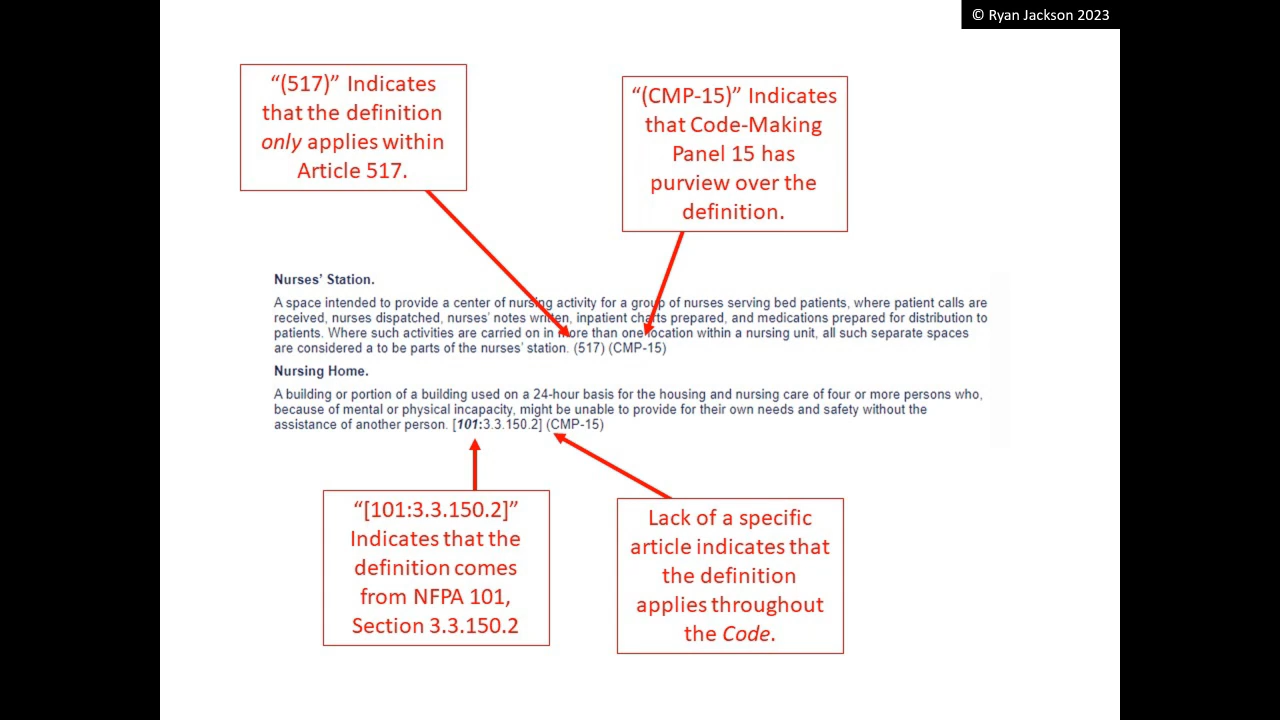 © Ryan Jackson 2023
“(517)” Indicates
that the definition
only applies within
Article 517.
“(CMP-15)” Indicates
that Code-Making
Panel 15 has
purview over the
definition.
Nurses’ Station.
A space intended to provide a center of nursing activity for a group of nurses serving bed patients, where patient calls are
received, nurses dispatched, nurses’ notes written, inpatient charts prepared, and medications prepared for distribution to
patients. Where such activities are carried on in more than one location within a nursing unit, all such separate spaces
are considered a to be parts of the nurses’ station. (517) (CMP-15)
Nursing Home.
A building or portion of a building used on a 24-hour basis for the housing and nursing care of four or more persons who,
because of mental or physical incapacity, might be unable to provide for their own needs and safety without the
assistance of another person. [101:3.3.150.2] (CMP-15)
“[101:3.3.150.2]”
Indicates that the
definition comes
from NFPA 101,
Section 3.3.150.2
Lack of a specific
article indicates that
the definition
applies throughout
the Code.